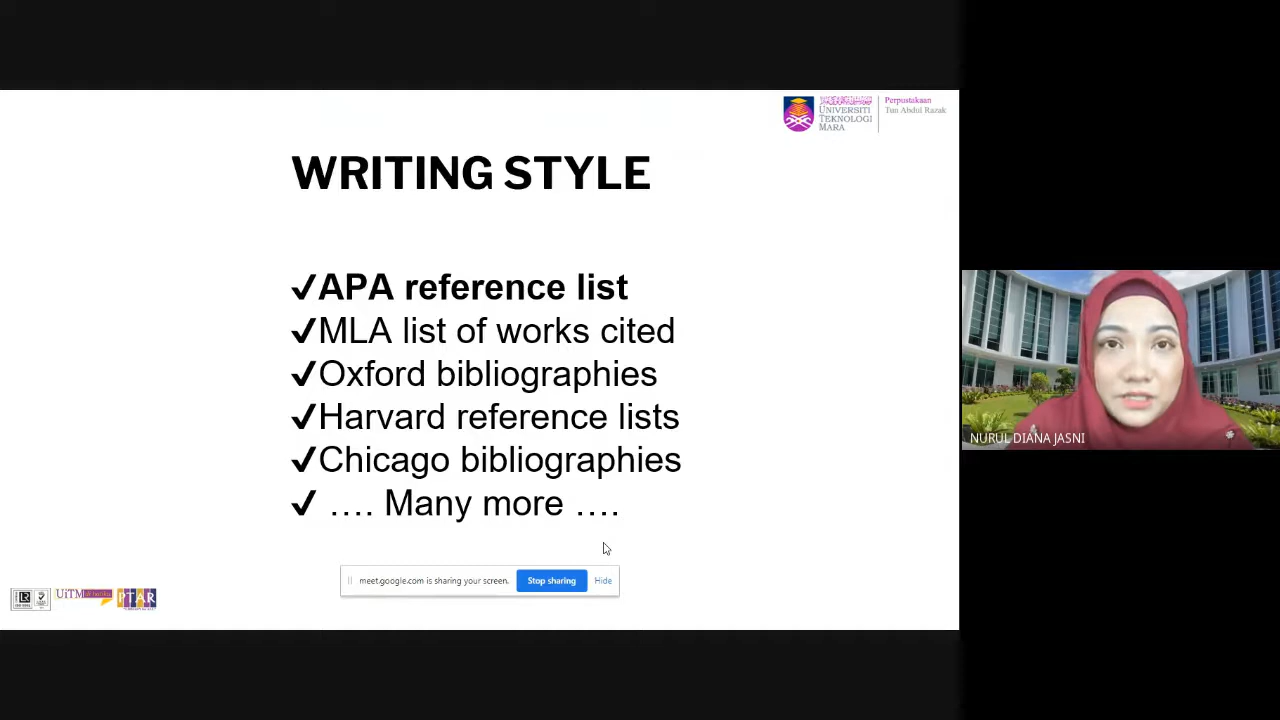 Perpustakaan
Tun Abdul Razak
UNIVERSITI
TEKNOLOGI
MARA
WRITING STYLE
✓APA reference list
✓MLA list of works cited
✓Oxford bibliographies
✓Harvard reference lists
✓Chicago bibliographies
✓ .... Many more ....
NURUL DIANA JASNI
meet.google.com is sharing your screen.
Stop sharing
Hide
UiTM
PTAR